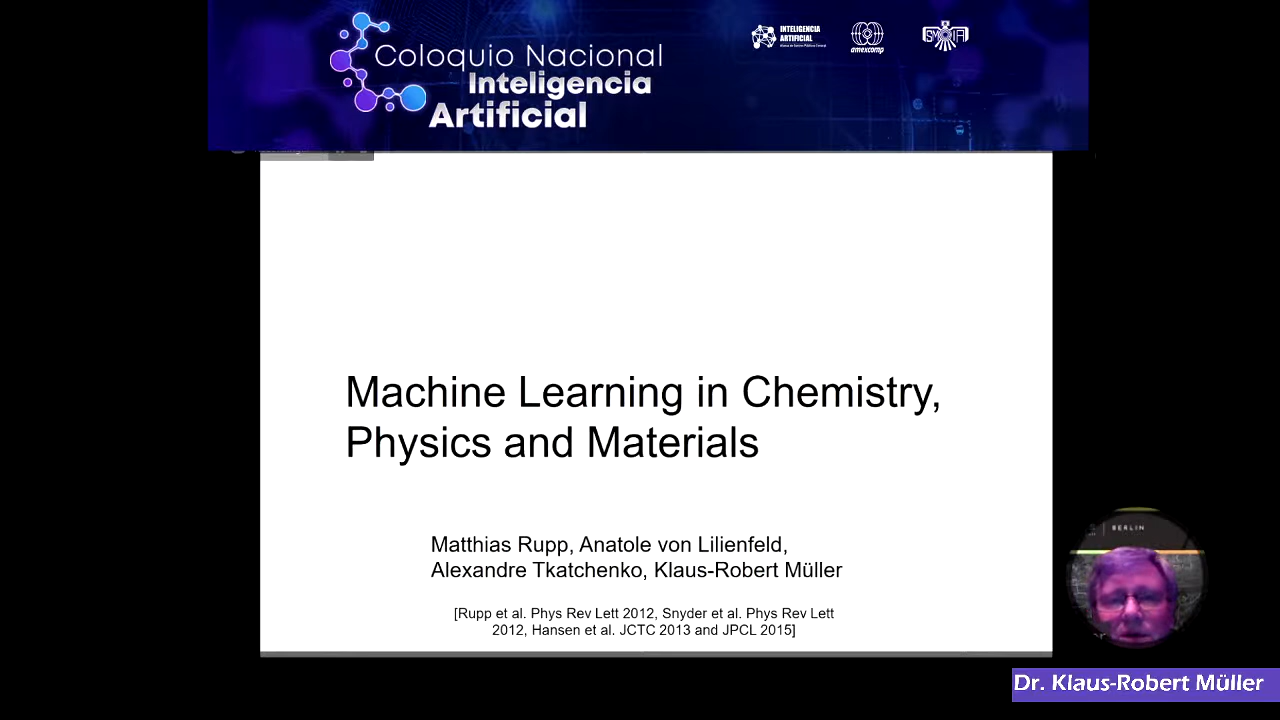 Coloquio Nacional
Inteligencia
Artificial
INTELIGENCIA
ARTIFICIAL
amexcomp
SMIA
Machine Learning in Chemistry,
Physics and Materials
Matthias Rupp, Anatole von Lilienfeld,
Alexandre Tkatchenko, Klaus-Robert Müller
[Rupp et al. Phys Rev Lett 2012, Snyder et al. Phys Rev Lett
2012, Hansen et al. JCTC 2013 and JPCL 2015]
BERLIN
Dr. Klaus-Robert Müller